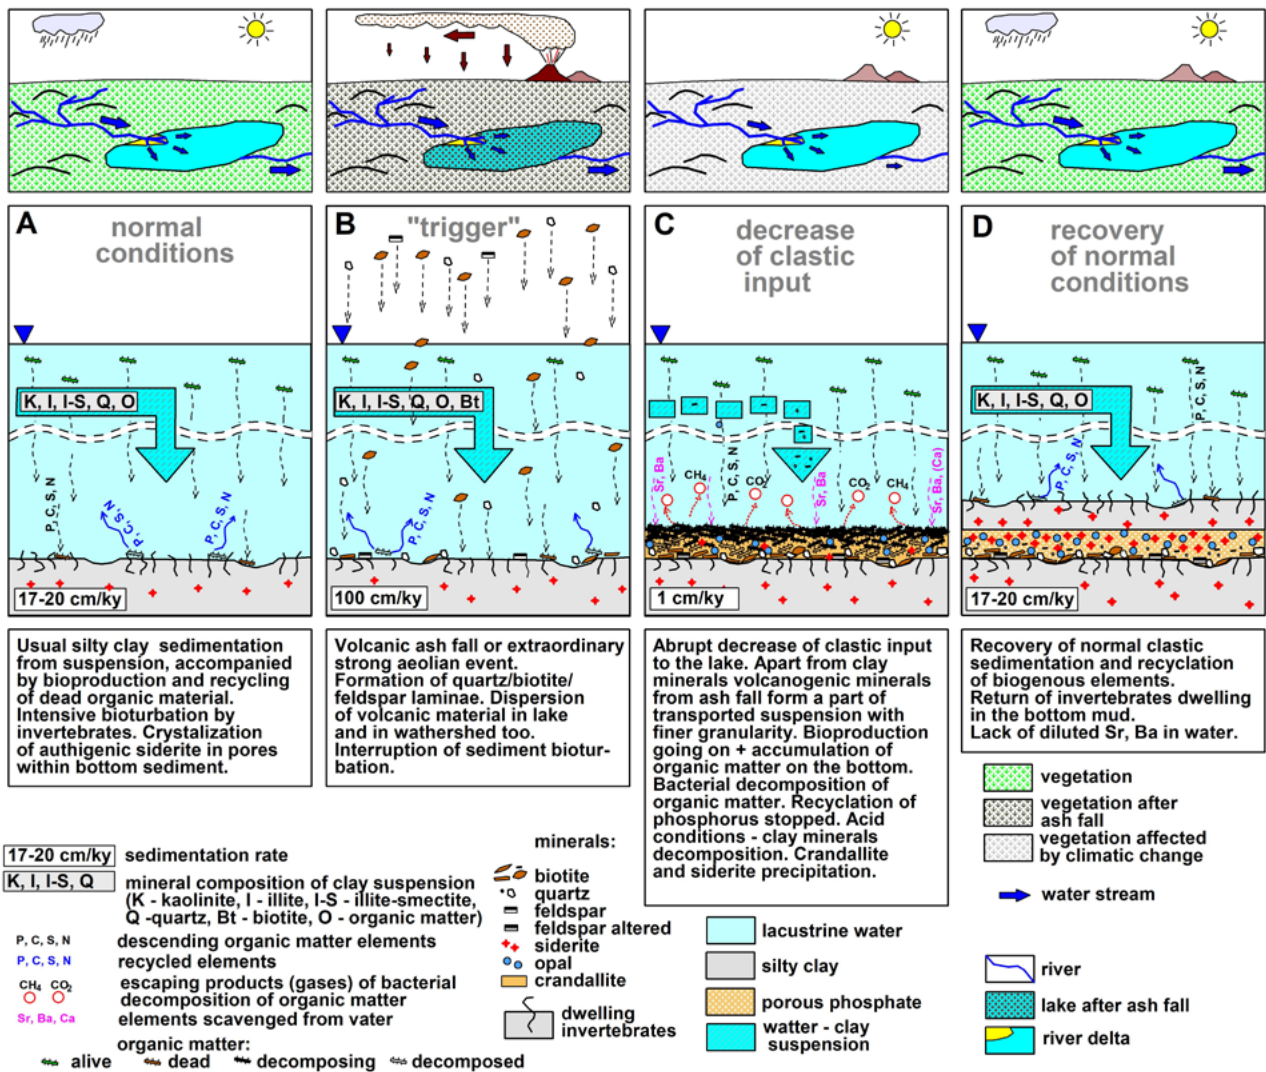 A
normal
conditions
K, I, I-S, Q, O
P, C, S, N
P, C, S, N
P, C, S, N
17-20 cm/ky
B
"trigger"
K, I, I-S, Q, O, Bt
P, C, S, N
100 cm/ky
C
decrease
of clastic
input
Sr, Ba
CH4
P, C, S, N
CO2
Sr, Ba
CO2
CH4
Sr, Ba, (Ca)
1 cm/ky
D
recovery
of normal
conditions
K, I, I-S, Q, O
P, C, S, N
P, C, S, N
17-20 cm/ky
Usual silty clay sedimentation
from suspension, accompanied
by bioproduction and recycling
of dead organic material.
Intensive bioturbation by
invertebrates. Crystalization
of authigenic siderite in pores
within bottom sediment.
Volcanic ash fall or extraordinary
strong aeolian event.
Formation of quartz/biotite/
feldspar laminae. Dispersion
of volcanic material in lake
and in wathershed too.
Interruption of sediment biotur-
bation.
Abrupt decrease of clastic input
to the lake. Apart from clay
minerals volcanogenic minerals
from ash fall form a part of
transported suspension with
finer granularity. Bioproduction
going on + accumulation of
organic matter on the bottom.
Bacterial decomposition of
organic matter. Recyclation of
phosphorus stopped. Acid
conditions - clay minerals
decomposition. Crandallite
and siderite precipitation.
Recovery of normal clastic
sedimentation and recyclation
of biogenous elements.
Return of invertebrates dwelling
in the bottom mud.
Lack of diluted Sr, Ba in water.
17-20 cm/ky sedimentation rate
K, I, I-S, Q mineral composition of clay suspension
(K - kaolinite, I - illite, I-S - illite-smectite,
Q -quartz, Bt - biotite, O - organic matter)
P, C, S, N descending organic matter elements
P, C, S, N recycled elements
CH4 CO2 escaping products (gases) of bacterial
decomposition of organic matter
Sr, Ba, Ca elements scavenged from vater
organic matter:
alive dead decomposing decomposed
minerals:
biotite
quartz
feldspar
feldspar altered
siderite
opal
crandallite
dwelling
invertebrates
lacustrine water
silty clay
porous phosphate
watter - clay
suspension
vegetation
vegetation after
ash fall
vegetation affected
by climatic change
water stream
river
lake after ash fall
river delta